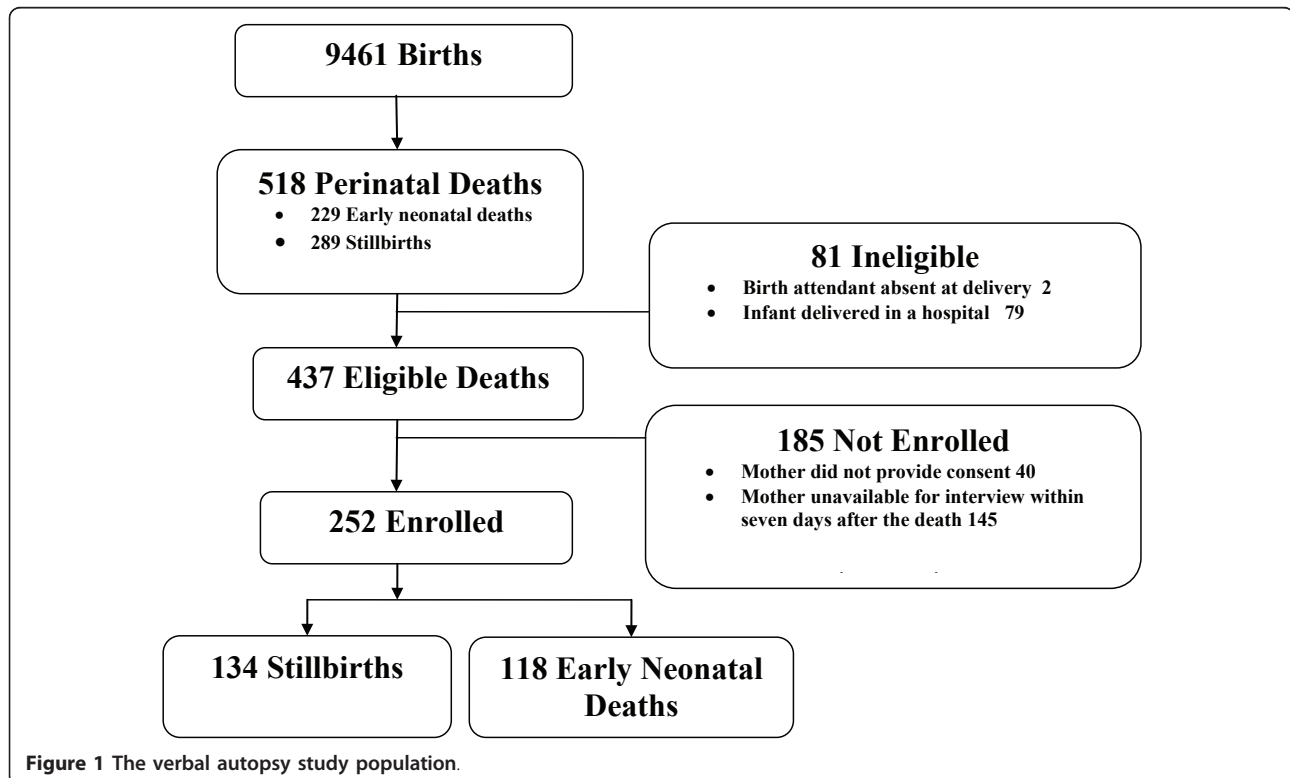 9461 Births
518 Perinatal Deaths
• 229 Early neonatal deaths
• 289 Stillbirths
81 Ineligible
• Birth attendant absent at delivery 2
• Infant delivered in a hospital 79
437 Eligible Deaths
185 Not Enrolled
• Mother did not provide consent 40
• Mother unavailable for interview within
seven days after the death 145
252 Enrolled
134 Stillbirths
118 Early Neonatal
Deaths
Figure 1 The verbal autopsy study population.